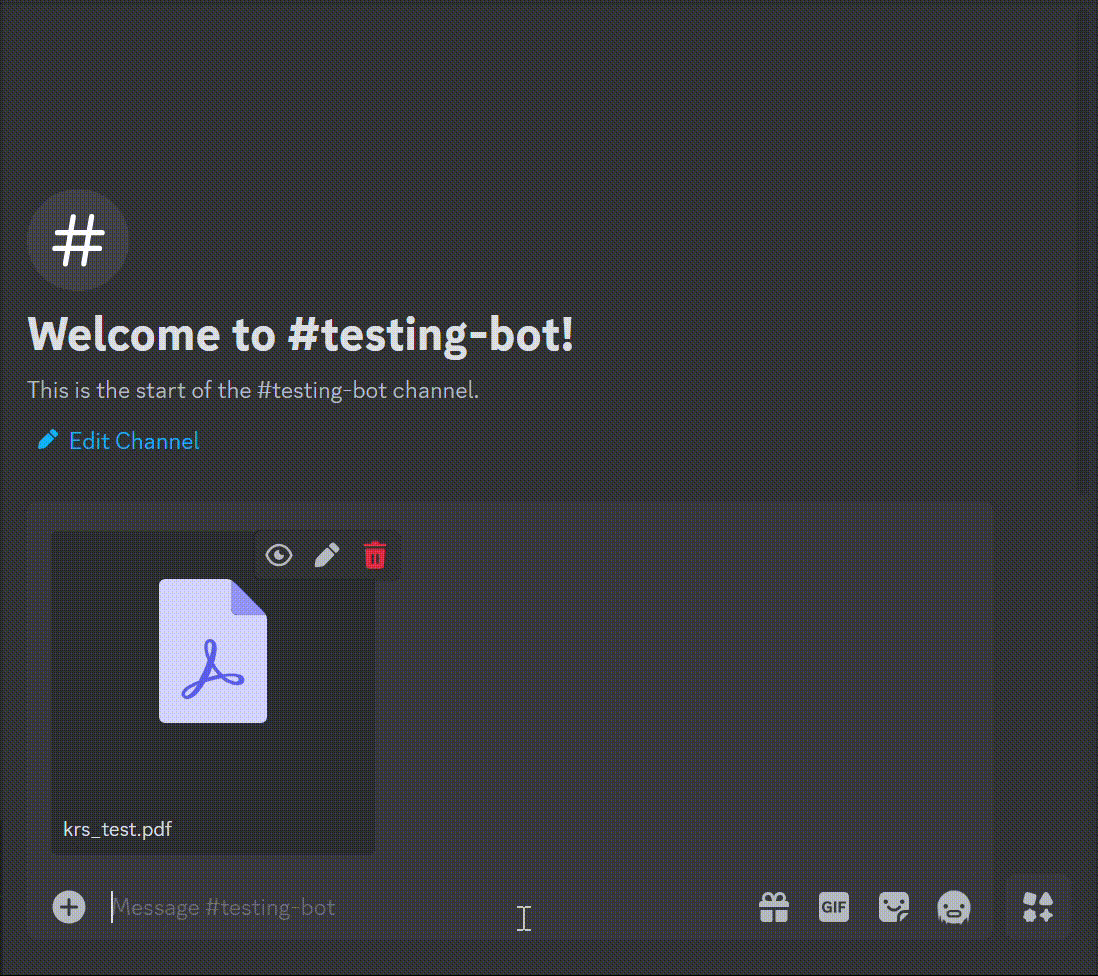 Welcome to #testing-bot!
This is the start of the #testing-bot channel.
Edit Channel
krs_test.pdf
Message #testing-bot
GIF